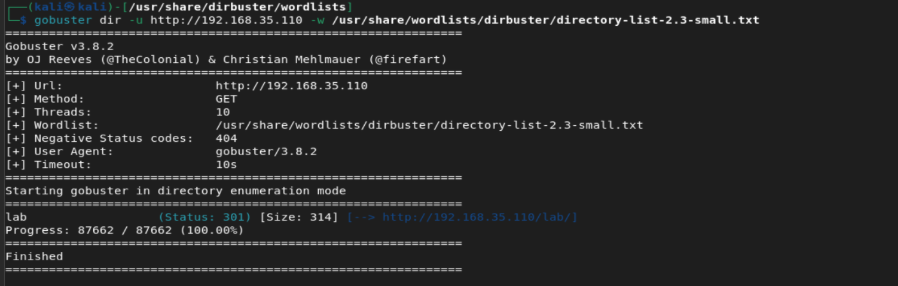 ┌──(kali㉿kali)-[/usr/share/dirbuster/wordlists]
└─$ gobuster dir -u http://192.168.35.110 -w /usr/share/wordlists/dirbuster/directory-list-2.3-small.txt
===============================================================
Gobuster v3.8.2
by OJ Reeves (@TheColonial) & Christian Mehlmauer (@firefart)
===============================================================
[+] Url:                     http://192.168.35.110
[+] Method:                  GET
[+] Threads:                 10
[+] Wordlist:                /usr/share/wordlists/dirbuster/directory-list-2.3-small.txt
[+] Negative Status codes:   404
[+] User Agent:              gobuster/3.8.2
[+] Timeout:                 10s
===============================================================
Starting gobuster in directory enumeration mode
===============================================================
lab                  (Status: 301) [Size: 314] [--> http://192.168.35.110/lab/]
Progress: 87662 / 87662 (100.00%)
===============================================================
Finished
===============================================================